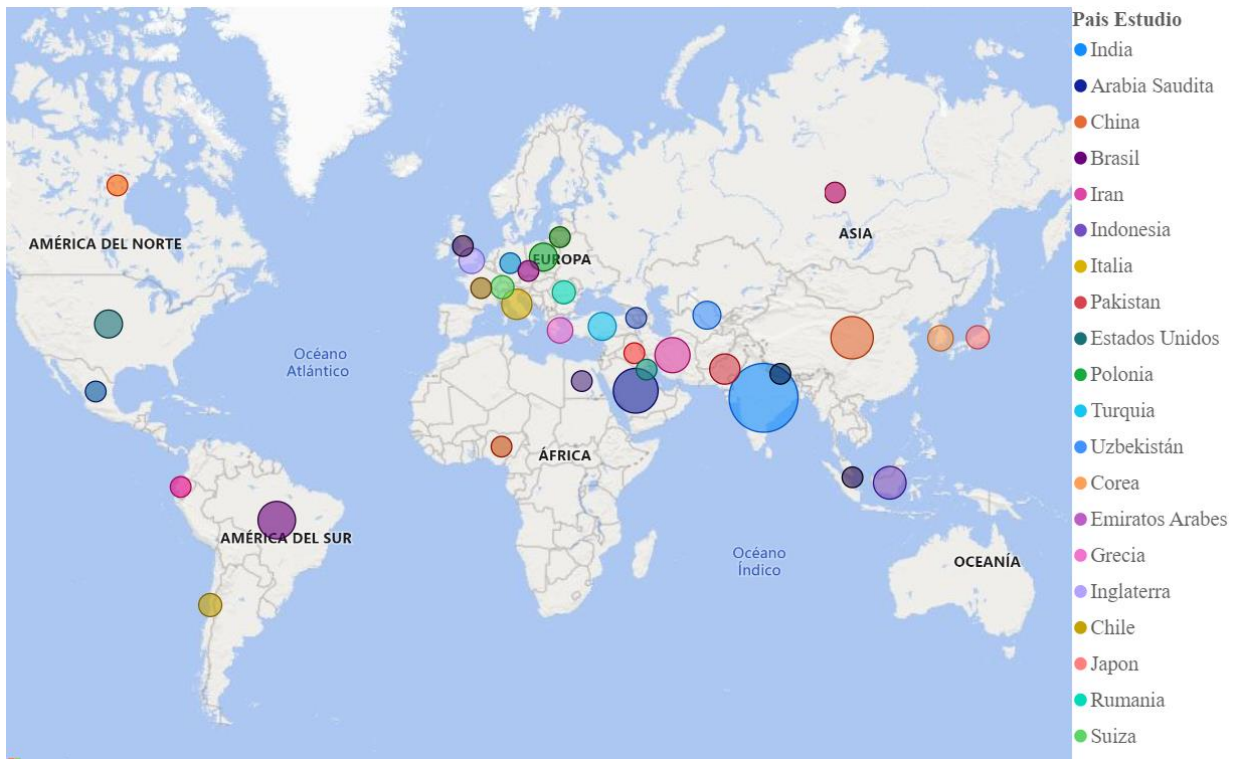 AMÉRICA DEL NORTE
ASIA
EUROPA
Océano
Atlántico
ÁFRICA
AMÉRICA DEL SUR
Océano
Índico
OCEANÍA
Pais Estudio
India
Arabia Saudita
China
Brasil
Iran
Indonesia
Italia
Pakistan
Estados Unidos
Polonia
Turquia
Uzbekistán
Corea
Emiratos Arabes
Grecia
Inglaterra
Chile
Japon
Rumania
Suiza